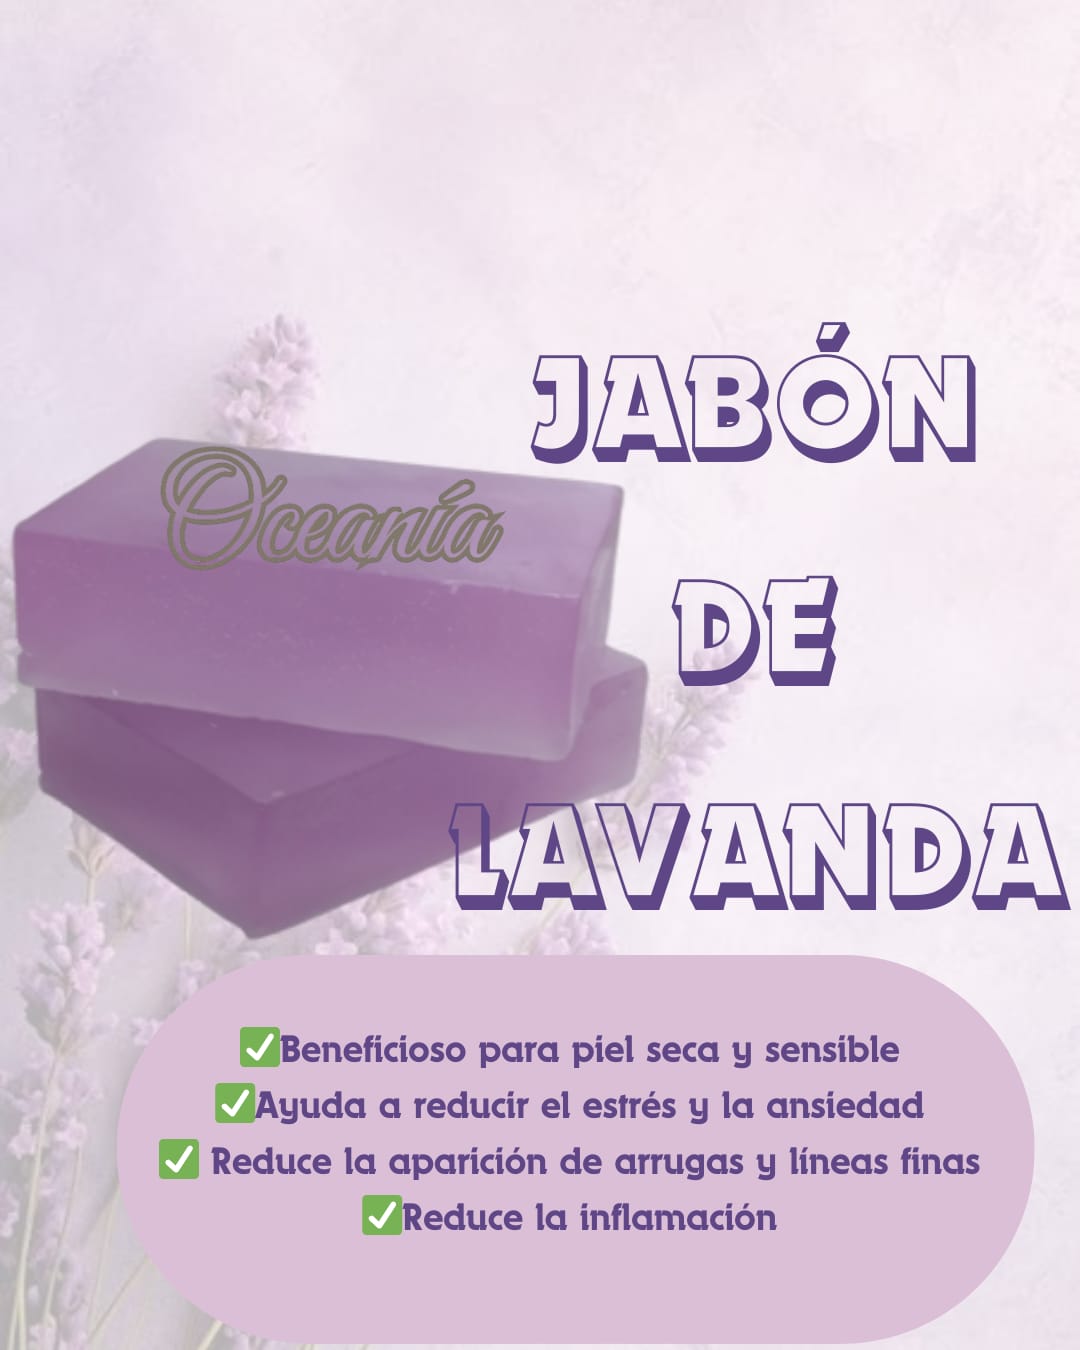 JABÓN
Oceanía
DE
LAVANDA
✅Beneficioso para piel seca y sensible
✅Ayuda a reducir el estrés y la ansiedad
✅ Reduce la aparición de arrugas y líneas finas
✅Reduce la inflamación